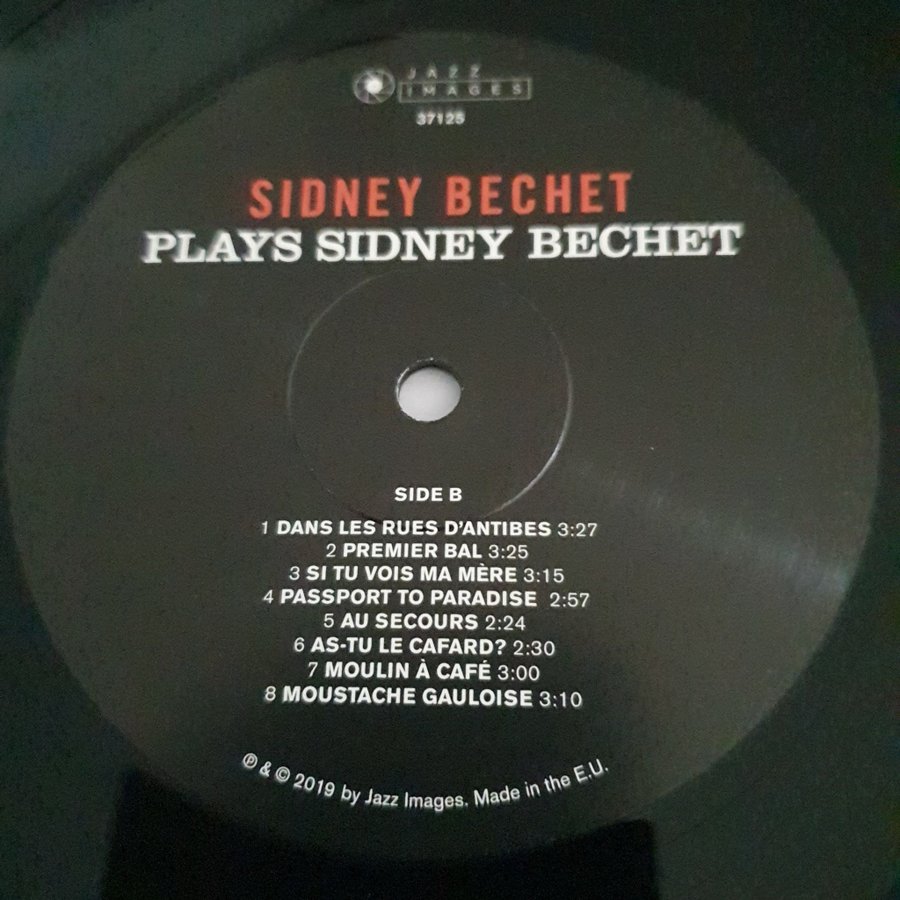 JAZZ
IMAGES
37125
SIDNEY BECHET
PLAYS SIDNEY BECHET
SIDE B
1 DANS LES RUES D'ANTIBES 3:27
2 PREMIER BAL 3:25
3 SI TU VOIS MA MÈRE 3:15
4 PASSPORT TO PARADISE 2:57
5 AU SECOURS 2:24
6 AS-TU LE CAFARD? 2:30
7 MOULIN À CAFÉ 3:00
8 MOUSTACHE GAULOISE 3:10
℗ & © 2019 by Jazz Images. Made in the E.U.